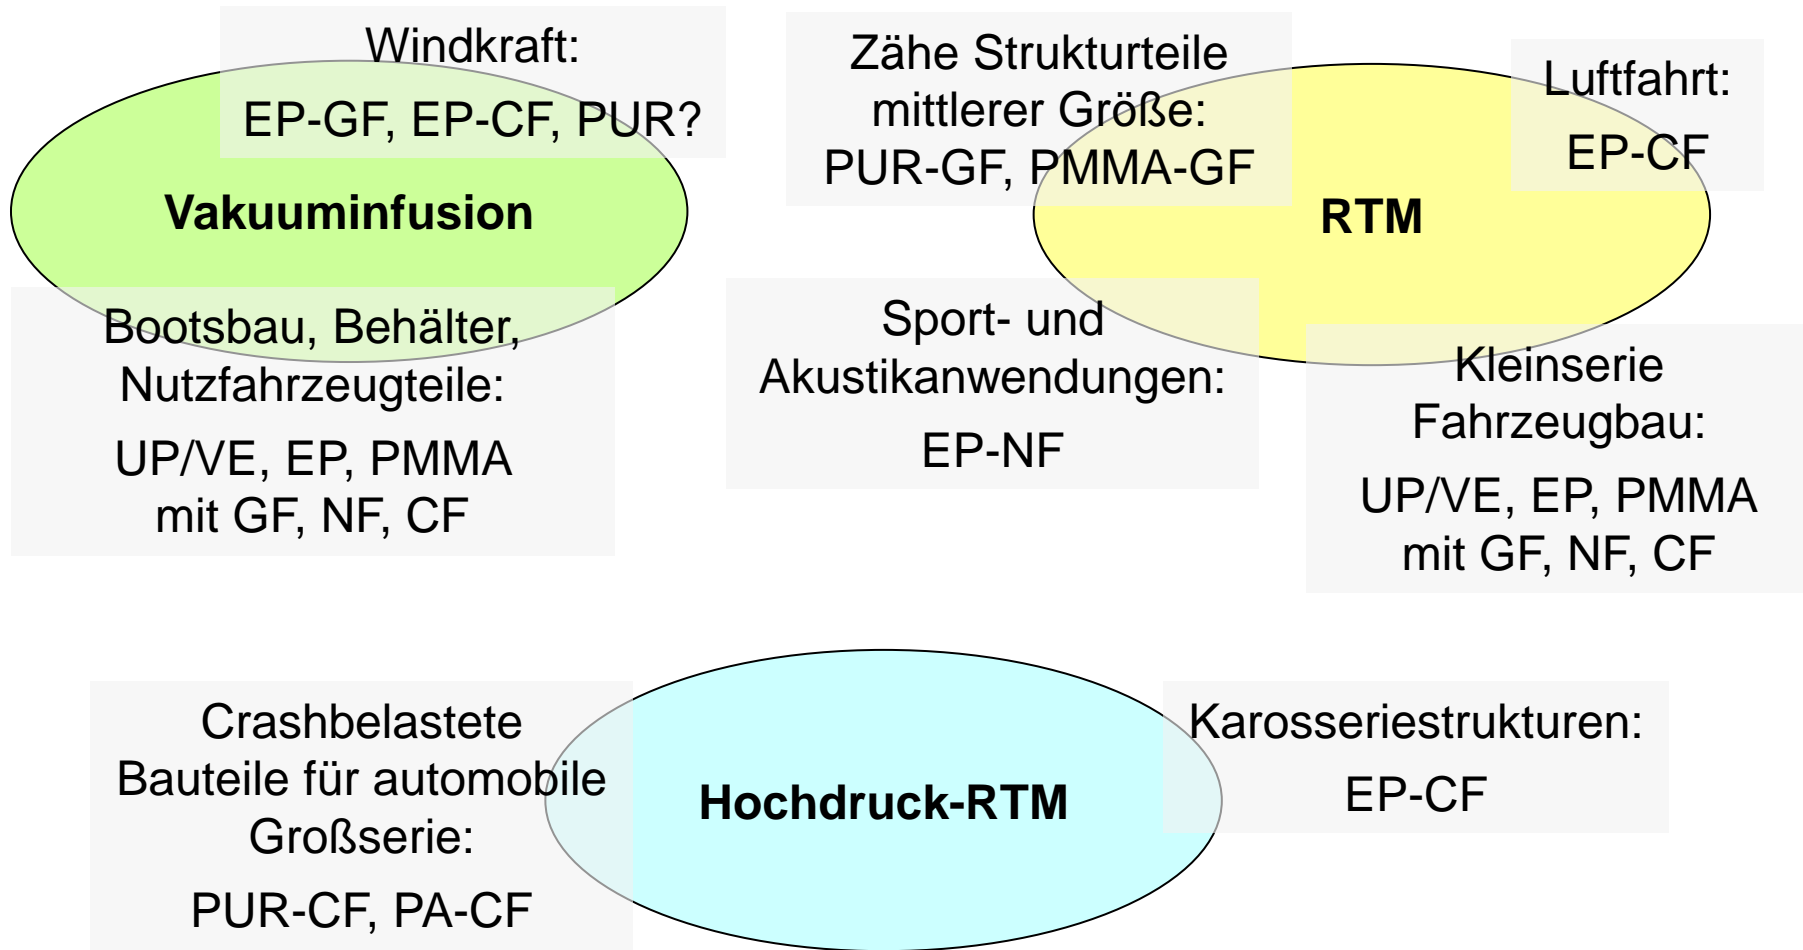 Windkraft:
EP-GF, EP-CF, PUR?
Vakuuminfusion
Bootsbau, Behälter,
Nutzfahrzeugteile:
UP/VE, EP, PMMA
mit GF, NF, CF
Zähe Strukturteile
mittlerer Größe:
PUR-GF, PMMA-GF
Luftfahrt:
EP-CF
RTM
Sport- und
Akustikanwendungen:
EP-NF
Kleinserie
Fahrzeugbau:
UP/VE, EP, PMMA
mit GF, NF, CF
Crashbelastete
Bauteile für automobile
Großserie:
PUR-CF, PA-CF
Hochdruck-RTM
Karosseriestrukturen:
EP-CF